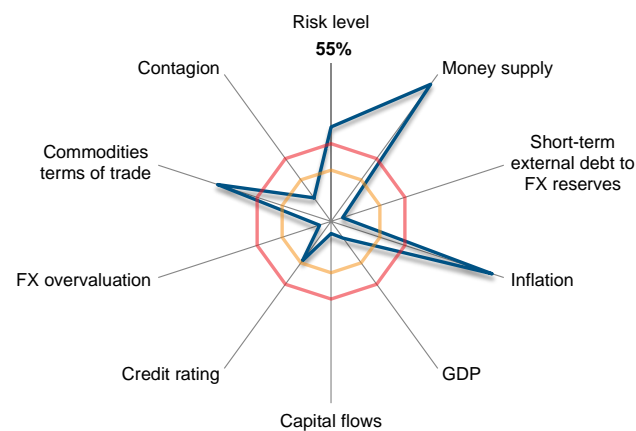 Risk level
55%
Money supply
Short-term
external debt to
FX reserves
Inflation
GDP
Capital flows
Credit rating
FX overvaluation
Commodities
terms of trade
Contagion